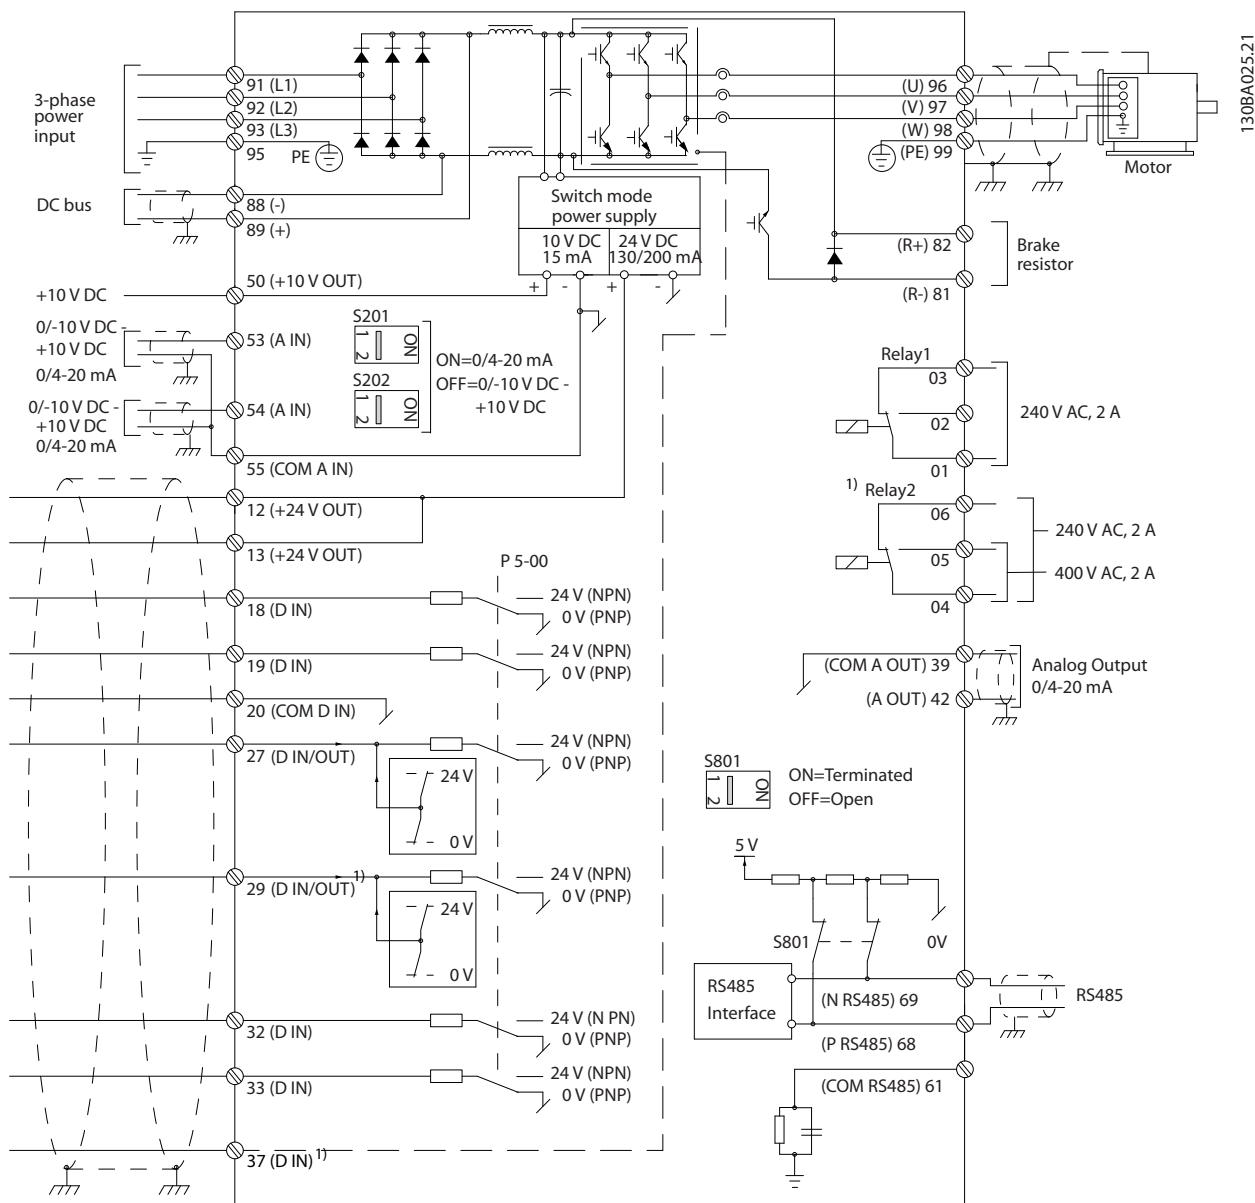 130BA025.21
3-phase
power
input
91 (L1)
92 (L2)
93 (L3)
95
PE
(U) 96
(V) 97
(W) 98
(PE) 99
Motor
DC bus
88 (-)
89 (+)
Switch mode
power supply
10 V DC
15 mA
24 V DC
130/200 mA
+ - + -
(R+) 82
(R-) 81
Brake
resistor
+10 V DC
50 (+10 V OUT)
0/-10 V DC -
+10 V DC
0/4-20 mA
53 (A IN)
0/-10 V DC -
+10 V DC
0/4-20 mA
54 (A IN)
55 (COM A IN)
S201
1 2
ON
S202
1 2
ON
ON=0/4-20 mA
OFF=0/-10 V DC -
+10 V DC
Relay1
03
02
01
240 V AC, 2 A
1) Relay2
06
05
04
240 V AC, 2 A
400 V AC, 2 A
12 (+24 V OUT)
13 (+24 V OUT)
P 5-00
18 (D IN)
24 V (NPN)
0 V (PNP)
19 (D IN)
24 V (NPN)
0 V (PNP)
20 (COM D IN)
27 (D IN/OUT)
24 V (NPN)
0 V (PNP)
24 V
0 V
29 (D IN/OUT) 1)
24 V (NPN)
0 V (PNP)
24 V
0 V
32 (D IN)
24 V (N PN)
0 V (PNP)
33 (D IN)
24 V (NPN)
0 V (PNP)
37 (D IN) 1)
(COM A OUT) 39
(A OUT) 42
Analog Output
0/4-20 mA
S801
1 2
ON
ON=Terminated
OFF=Open
5 V
S801
0V
RS485
Interface
(N RS485) 69
(P RS485) 68
(COM RS485) 61
RS485